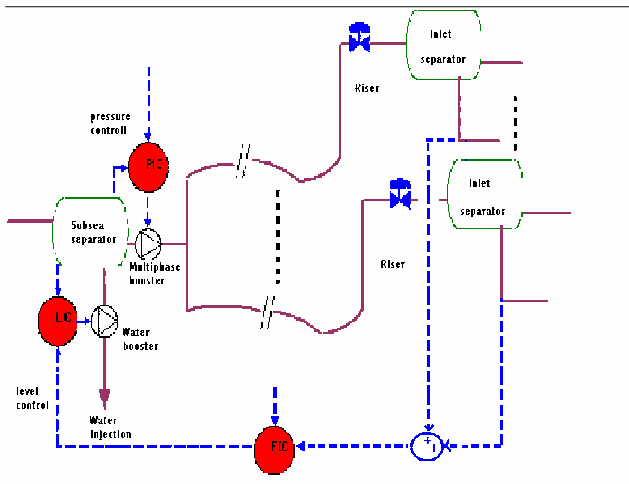 Inlet
separator
Riser
pressure
controll
PIC
Inlet
separator
Subsea
separator
Multiphase
booster
Riser
LIC
Water
booster
level
control
Water
injection
FIC
+